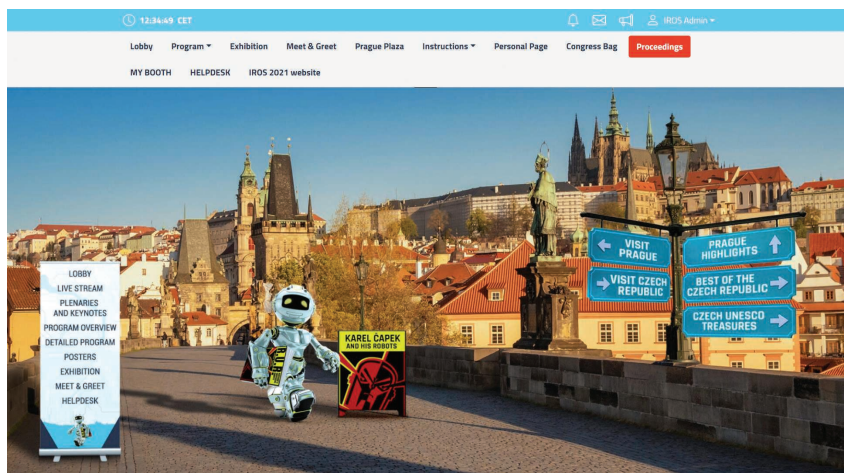 12:34:49 CET
IROS Admin
Lobby Program Exhibition Meet & Greet Prague Plaza Instructions Personal Page Congress Bag Proceedings
MY BOOTH HELPDESK IROS 2021 website
LOBBY
LIVE STREAM
PLENARIES
AND KEYNOTES
PROGRAM OVERVIEW
DETAILED PROGRAM
POSTERS
EXHIBITION
MEET & GREET
HELPDESK
KAREL ČAPEK
AND HIS ROBOTS
VISIT
PRAGUE
VISIT CZECH
REPUBLIC
PRAGUE
HIGHLIGHTS
BEST OF THE
CZECH REPUBLIC
CZECH UNESCO
TREASURES